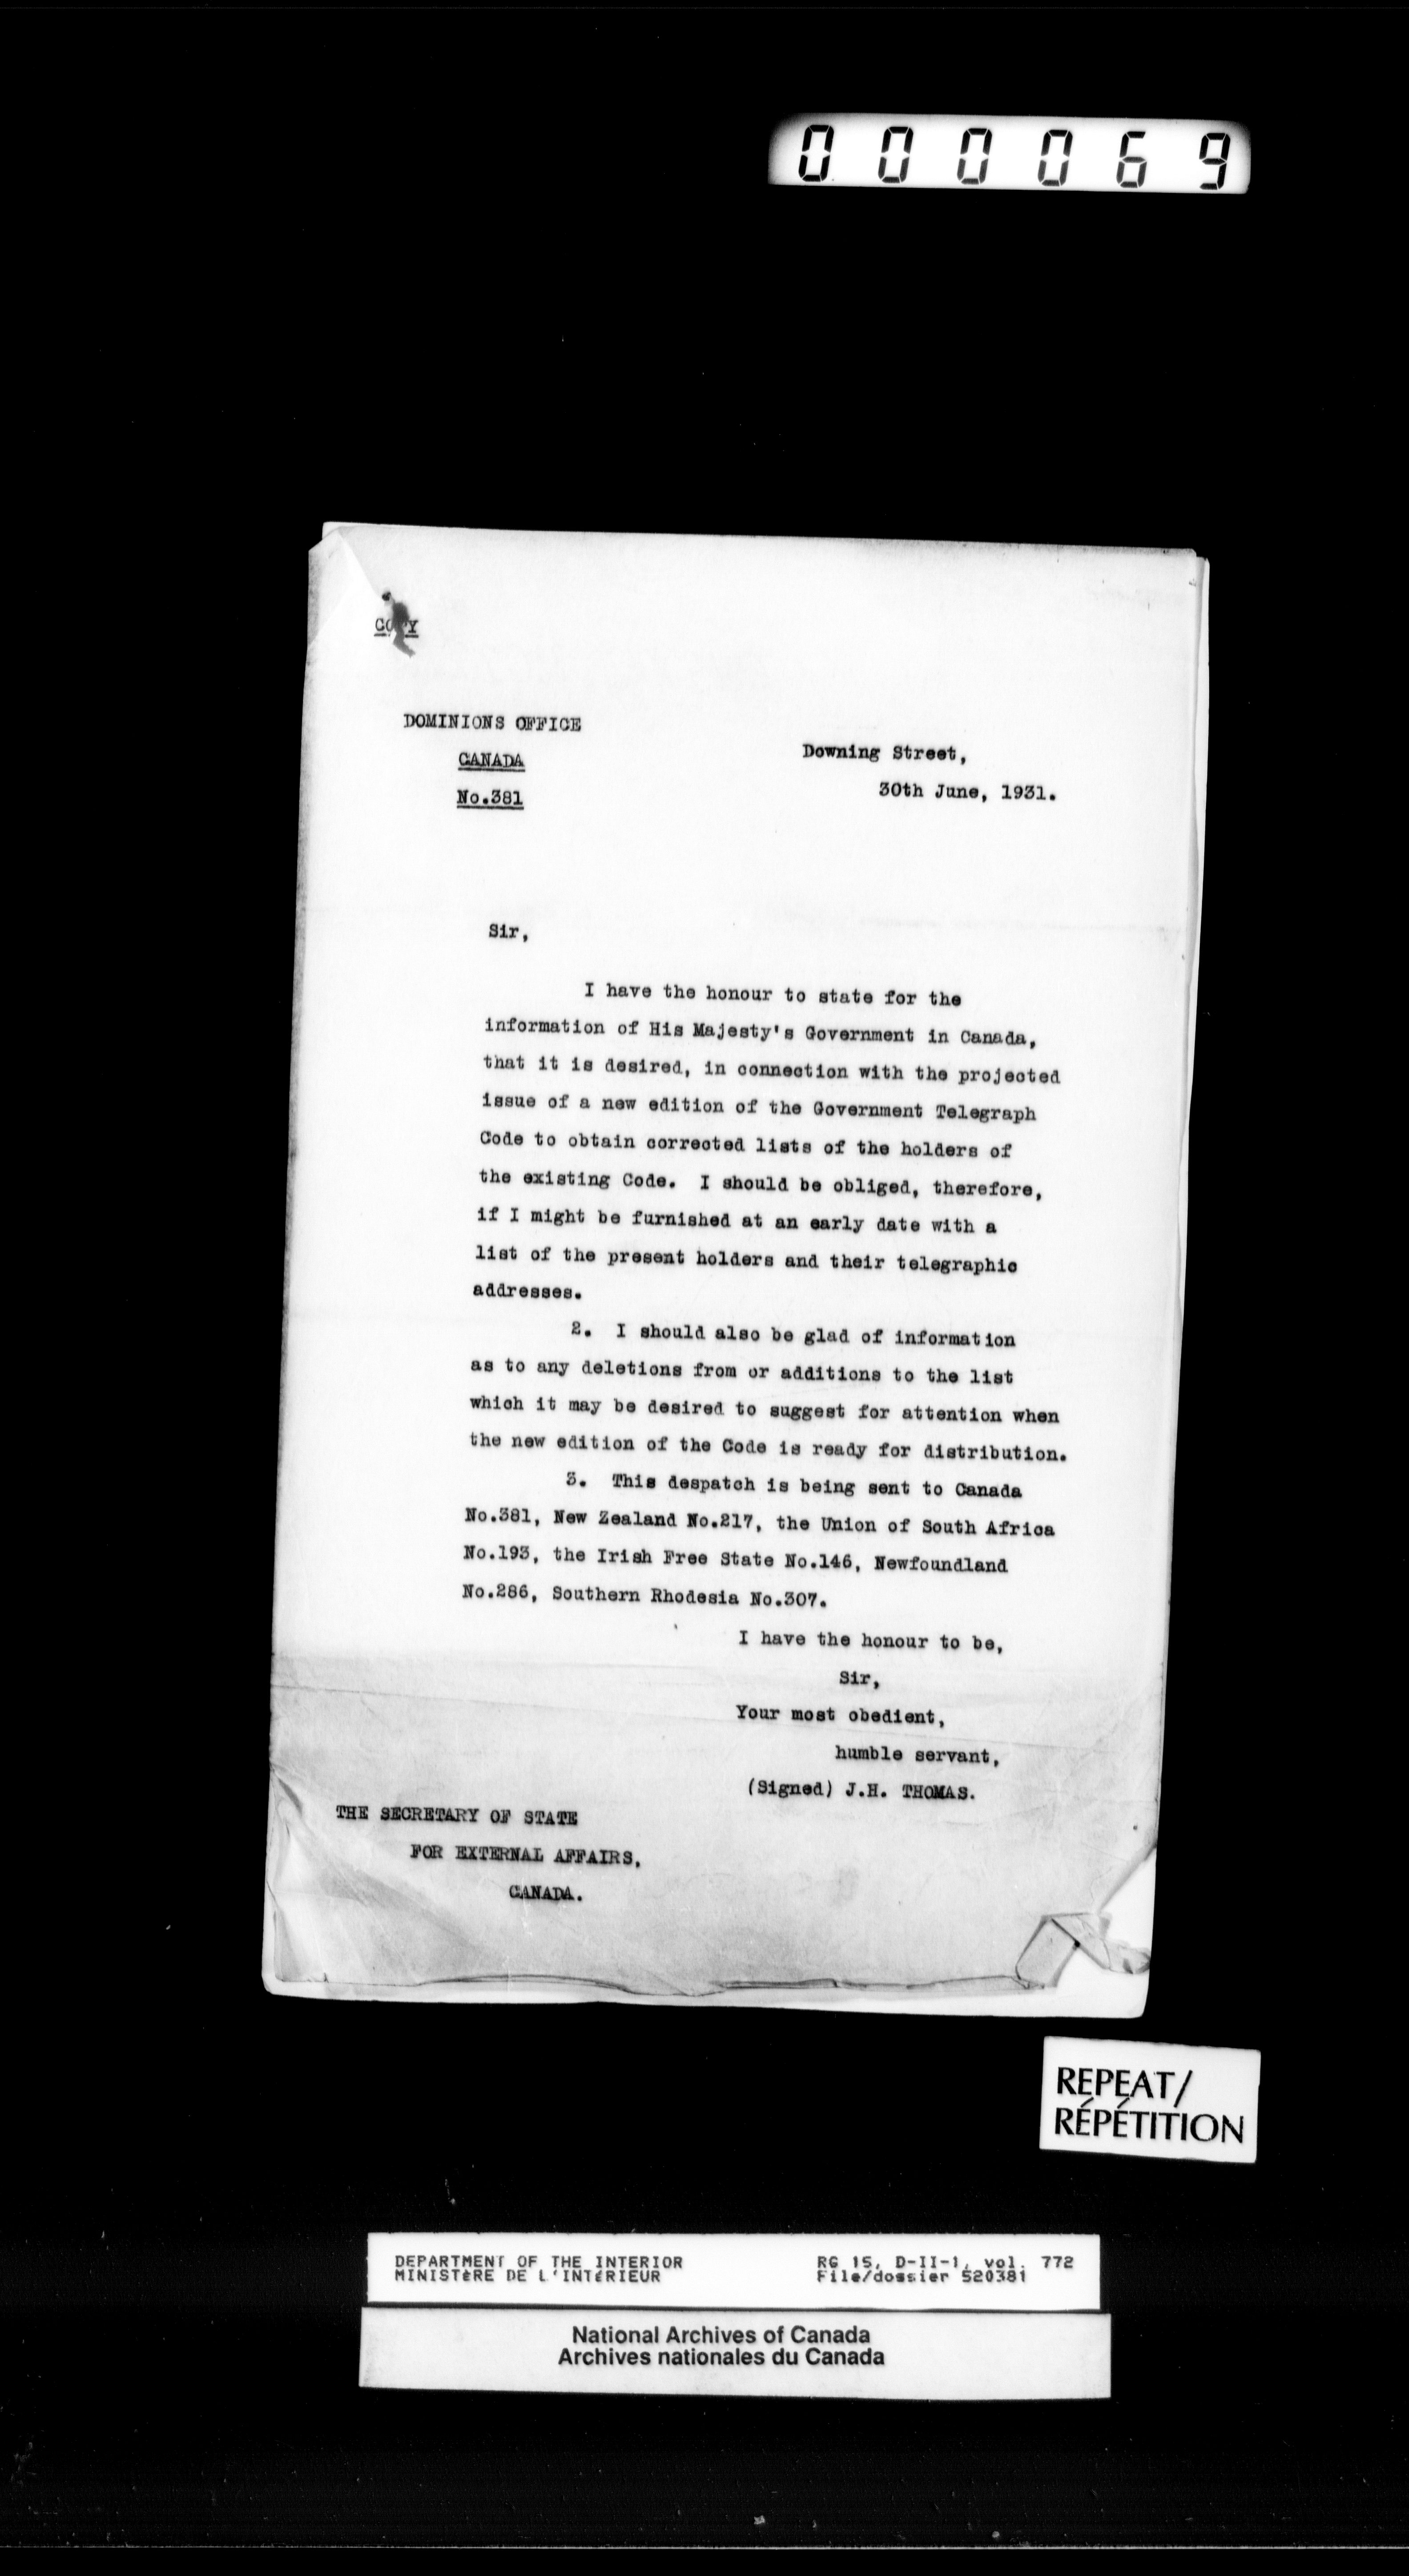 000069
COPY
DOMINIONS OFFICE
CANADA
No.381
Downing Street,
30th June, 1931.
Sir,
I have the honour to state for the
information of His Majesty's Government in Canada,
that it is desired, in connection with the projected
issue of a new edition of the Government Telegraph
Code to obtain corrected lists of the holders of
the existing Code. I should be obliged, therefore,
if I might be furnished at an early date with a
list of the present holders and their telegraphic
addresses.
2. I should also be glad of information
as to any deletions from or additions to the list
which it may be desired to suggest for attention when
the new edition of the Code is ready for distribution.
3. This despatch is being sent to Canada
No.381, New Zealand No.217, the Union of South Africa
No.193, the Irish Free State No.146, Newfoundland
No.286, Southern Rhodesia No.307.
I have the honour to be,
Sir,
Your most obedient,
humble servant,
(Signed) J.H. THOMAS.
THE SECRETARY OF STATE
FOR EXTERNAL AFFAIRS,
CANADA.
REPEAT/
RÉPÉTITION
DEPARTMENT OF THE INTERIOR
MINISTèRE DE L'INTéRIEUR
RG 15, D-II-1, vol. 772
File/dossier 520381
National Archives of Canada
Archives nationales du Canada